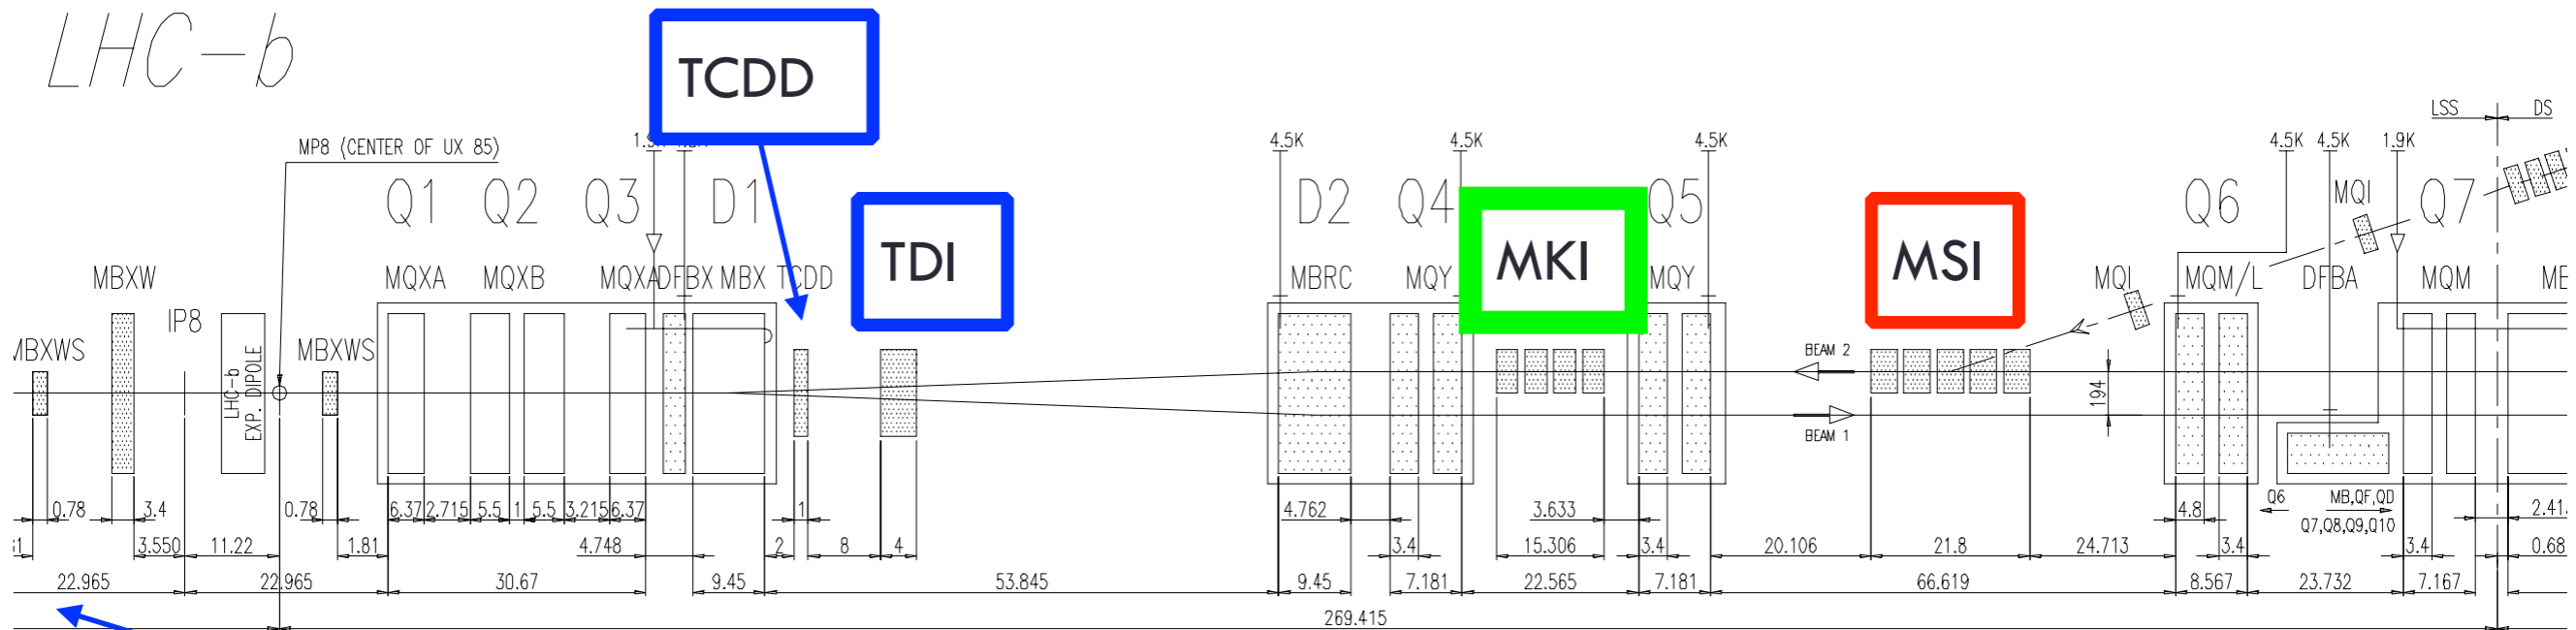 LHC-b
TCDD
LSS DS
MP8 (CENTER OF UX 85)
4.5K 4.5K 4.5K 4.5K 4.5K 1.9K
Q1 Q2 Q3 D1 D2 Q4 Q5 Q6 MQI Q7
TDI MKI MSI
MBXW MQXA MQXB MQXA DFBX MBX TCDD MBRC MQY MQY MQI MQM/L DFBA MQM
IP8
MBXWS MBXWS
LHC-b
EXP. DIPOLE
BEAM 2
194
BEAM 1
Q6 MB,QF,QD
Q7,Q8,Q9,Q10
0.78 3.4 0.78 6.37 2.715 5.5 1 5.5 3.215 6.37 1 4.762 3.633 4.8 2.41
3.550 11.22 1.81 4.748 2 8 4 3.4 15.306 3.4 20.106 21.8 24.713 3.4 3.4 0.68
22.965 22.965 30.67 9.45 53.845 9.45 7.181 22.565 7.181 66.619 8.567 23.732 7.167
269.415